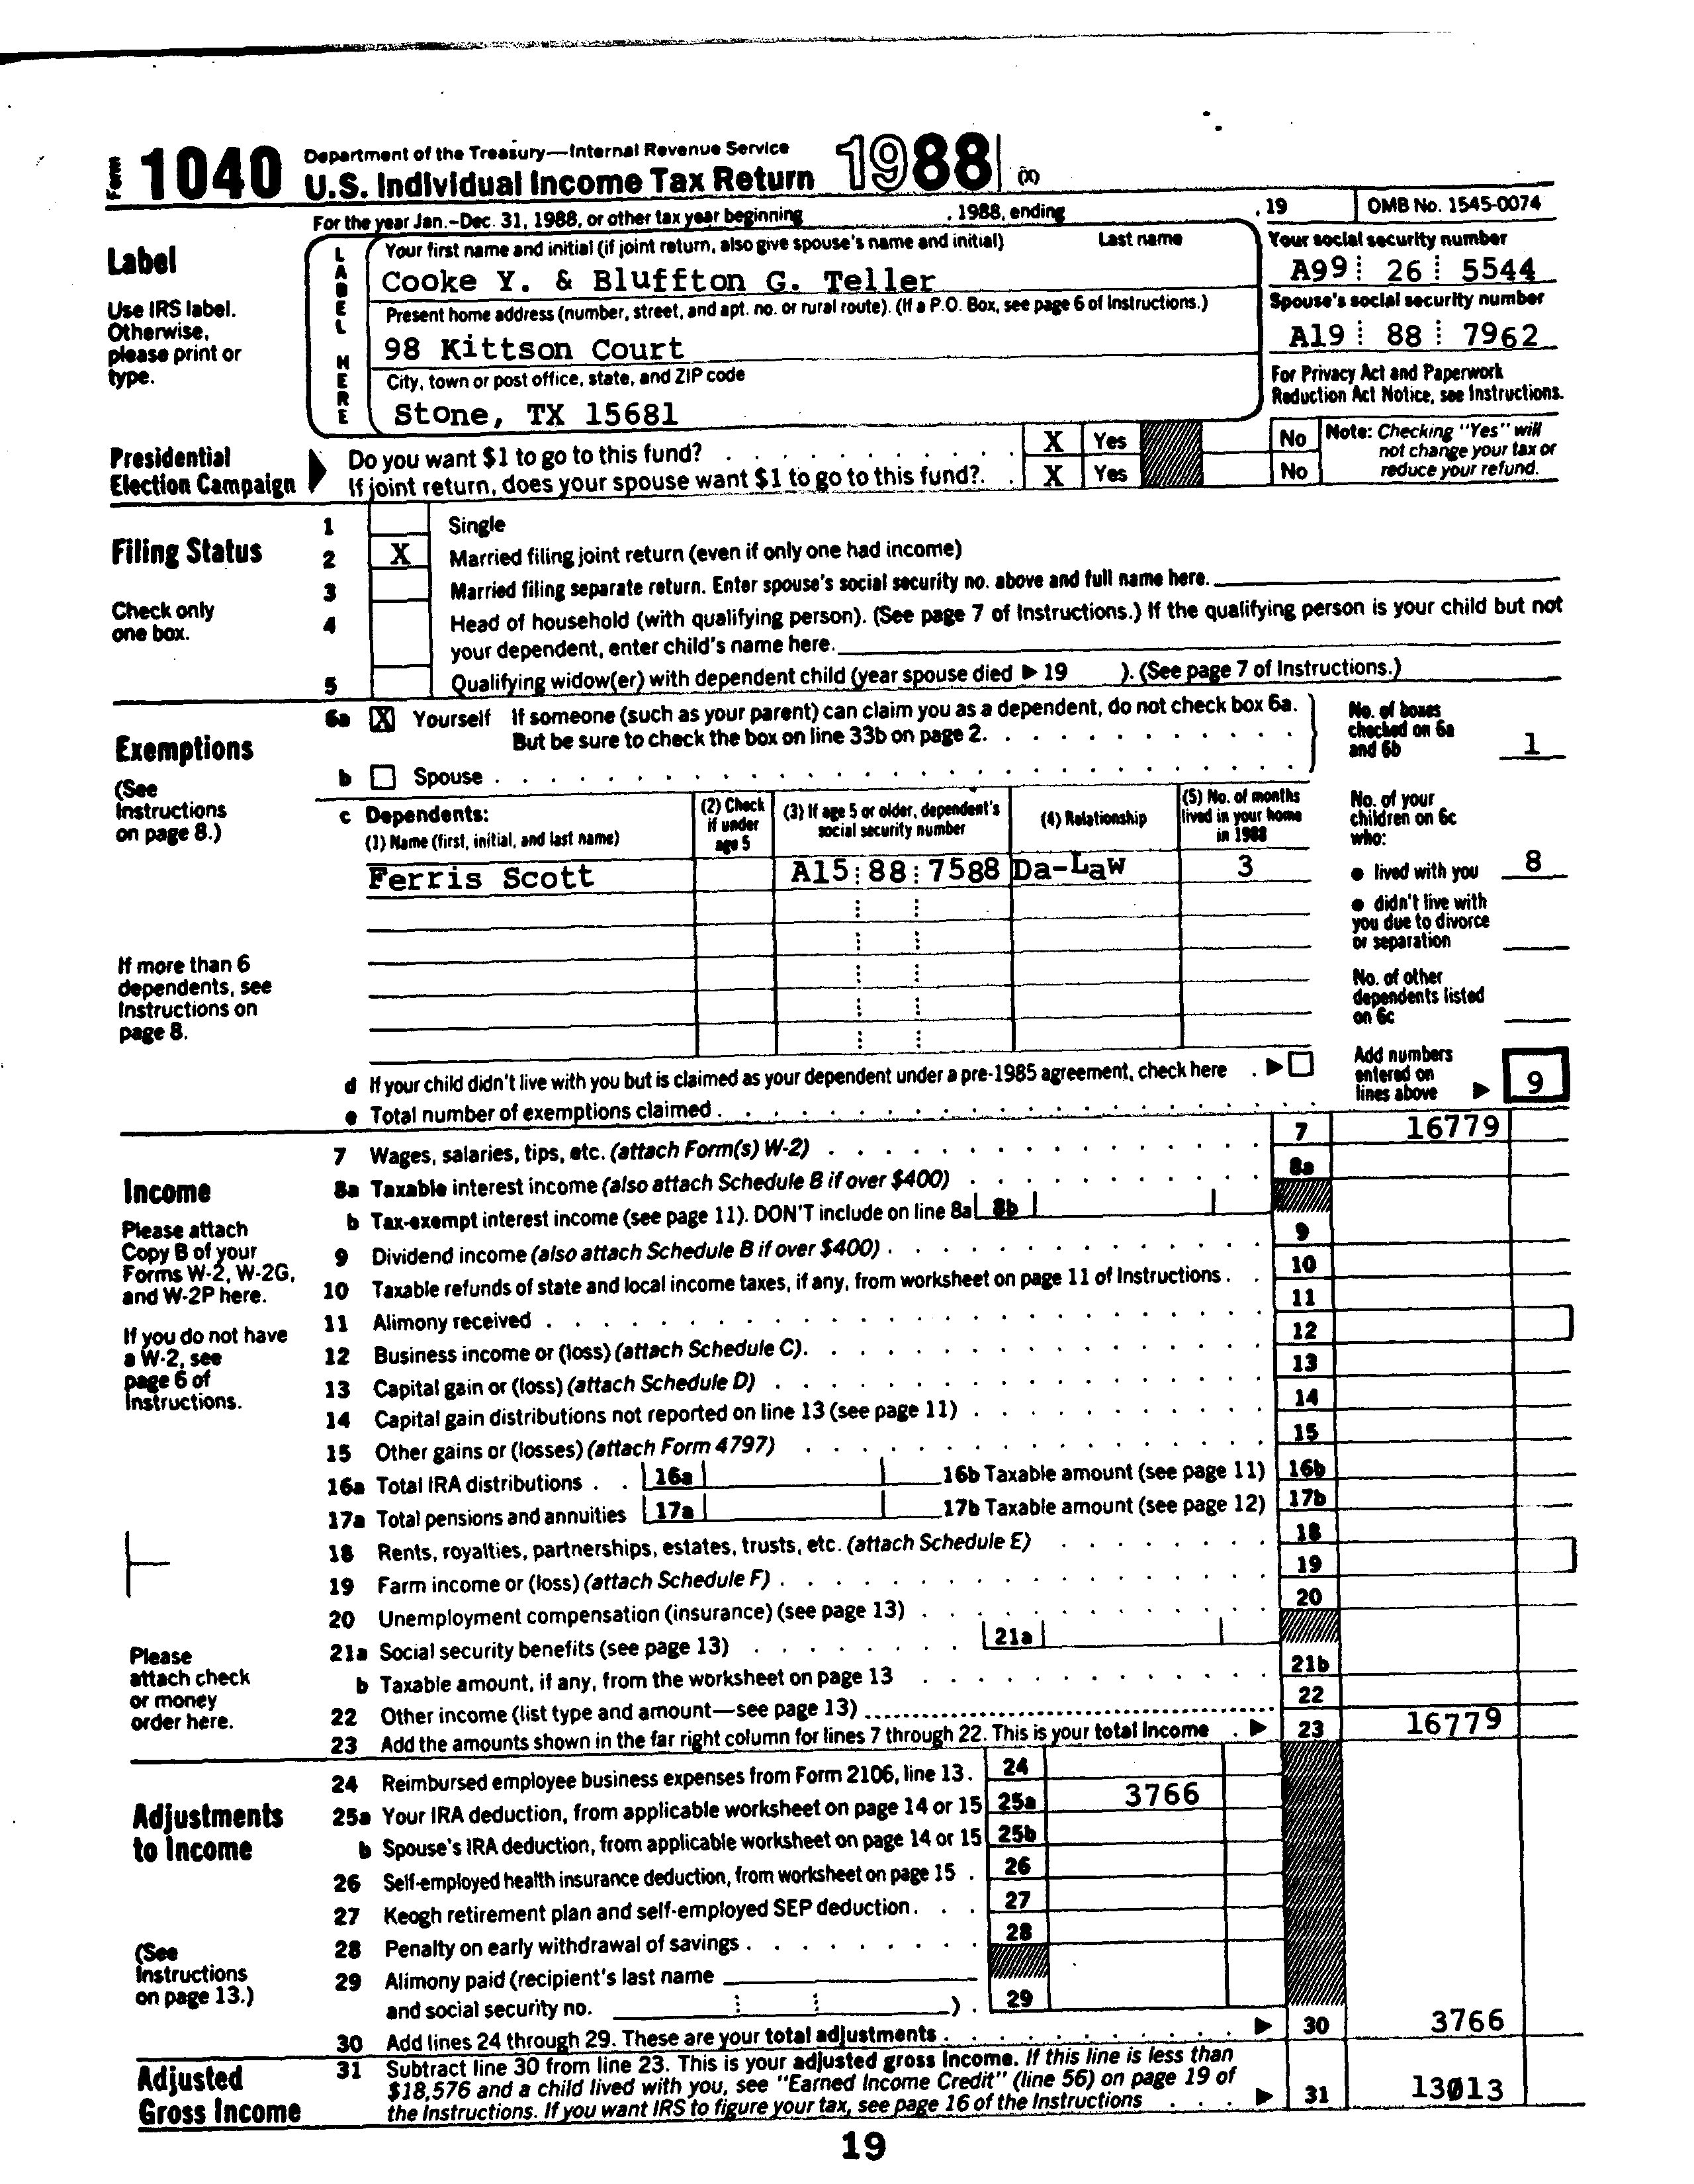 Form 1040 Department of the Treasury—Internal Revenue Service
U.S. Individual Income Tax Return 1988 (X)
For the year Jan.–Dec. 31, 1988, or other tax year beginning , 1988, ending , 19 OMB No. 1545-0074
Label
Use IRS label.
Otherwise,
please print or
type.
LABEL HERE
Your first name and initial (if joint return, also give spouse's name and initial) Last name
Cooke Y. & Bluffton G. Teller
Your social security number
A99 26 5544
Present home address (number, street, and apt. no. or rural route). (If a P.O. Box, see page 6 of Instructions.)
98 Kittson Court
Spouse's social security number
A19 88 7962
City, town or post office, state, and ZIP code
Stone, TX 15681
For Privacy Act and Paperwork
Reduction Act Notice, see Instructions.
Presidential
Election Campaign
Do you want $1 to go to this fund? X Yes No
If joint return, does your spouse want $1 to go to this fund? X Yes No
Note: Checking "Yes" will
not change your tax or
reduce your refund.
Filing Status
Check only
one box.
1 Single
2 X Married filing joint return (even if only one had income)
3 Married filing separate return. Enter spouse's social security no. above and full name here.
4 Head of household (with qualifying person). (See page 7 of Instructions.) If the qualifying person is your child but not
your dependent, enter child's name here.
5 Qualifying widow(er) with dependent child (year spouse died ▶ 19 ). (See page 7 of Instructions.)
Exemptions
(See
Instructions
on page 8.)
If more than 6
dependents, see
Instructions on
page 8.
6a X Yourself If someone (such as your parent) can claim you as a dependent, do not check box 6a.
But be sure to check the box on line 33b on page 2.
b Spouse
No. of boxes
checked on 6a
and 6b 1
c Dependents:
(1) Name (first, initial, and last name)
(2) Check
if under
age 5
(3) If age 5 or older, dependent's
social security number
(4) Relationship
(5) No. of months
lived in your home
in 1988
Ferris Scott A15 88 7588 Da-Law 3
No. of your
children on 6c
who:
● lived with you 8
● didn't live with
you due to divorce
or separation
No. of other
dependents listed
on 6c
d If your child didn't live with you but is claimed as your dependent under a pre-1985 agreement, check here ▶
e Total number of exemptions claimed
Add numbers
entered on
lines above ▶ 9
Income
Please attach
Copy B of your
Forms W-2, W-2G,
and W-2P here.
If you do not have
a W-2, see
page 6 of
Instructions.
Please
attach check
or money
order here.
7 Wages, salaries, tips, etc. (attach Form(s) W-2) 7 16779
8a Taxable interest income (also attach Schedule B if over $400) 8a
b Tax-exempt interest income (see page 11). DON'T include on line 8a 8b
9 Dividend income (also attach Schedule B if over $400) 9
10 Taxable refunds of state and local income taxes, if any, from worksheet on page 11 of Instructions 10
11 Alimony received 11
12 Business income or (loss) (attach Schedule C) 12
13 Capital gain or (loss) (attach Schedule D) 13
14 Capital gain distributions not reported on line 13 (see page 11) 14
15 Other gains or (losses) (attach Form 4797) 15
16a Total IRA distributions 16a 16b Taxable amount (see page 11) 16b
17a Total pensions and annuities 17a 17b Taxable amount (see page 12) 17b
18 Rents, royalties, partnerships, estates, trusts, etc. (attach Schedule E) 18
19 Farm income or (loss) (attach Schedule F) 19
20 Unemployment compensation (insurance) (see page 13) 20
21a Social security benefits (see page 13) 21a
b Taxable amount, if any, from the worksheet on page 13 21b
22 Other income (list type and amount—see page 13) 22
23 Add the amounts shown in the far right column for lines 7 through 22. This is your total income ▶ 23 16779
Adjustments
to Income
(See
Instructions
on page 13.)
24 Reimbursed employee business expenses from Form 2106, line 13. 24
25a Your IRA deduction, from applicable worksheet on page 14 or 15 25a 3766
b Spouse's IRA deduction, from applicable worksheet on page 14 or 15 25b
26 Self-employed health insurance deduction, from worksheet on page 15 26
27 Keogh retirement plan and self-employed SEP deduction 27
28 Penalty on early withdrawal of savings 28
29 Alimony paid (recipient's last name
and social security no. ) 29
30 Add lines 24 through 29. These are your total adjustments ▶ 30 3766
Adjusted
Gross Income
31 Subtract line 30 from line 23. This is your adjusted gross income. If this line is less than
$18,576 and a child lived with you, see "Earned Income Credit" (line 56) on page 19 of
the Instructions. If you want IRS to figure your tax, see page 16 of the Instructions ▶ 31 13013
19